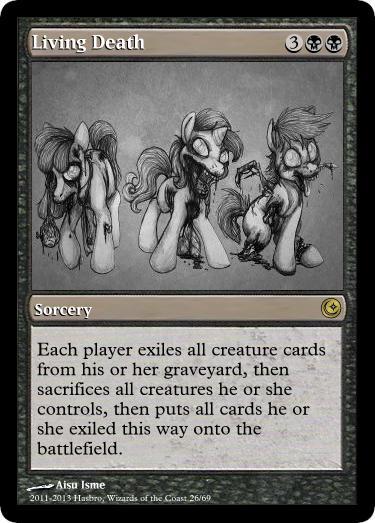 Living Death 3
Sorcery
Each player exiles all creature cards
from his or her graveyard, then
sacrifices all creatures he or she
controls, then puts all cards he or
she exiled this way onto the
battlefield.
Aisu Isme
2011-2013 Hasbro, Wizards of the Coast 26/69